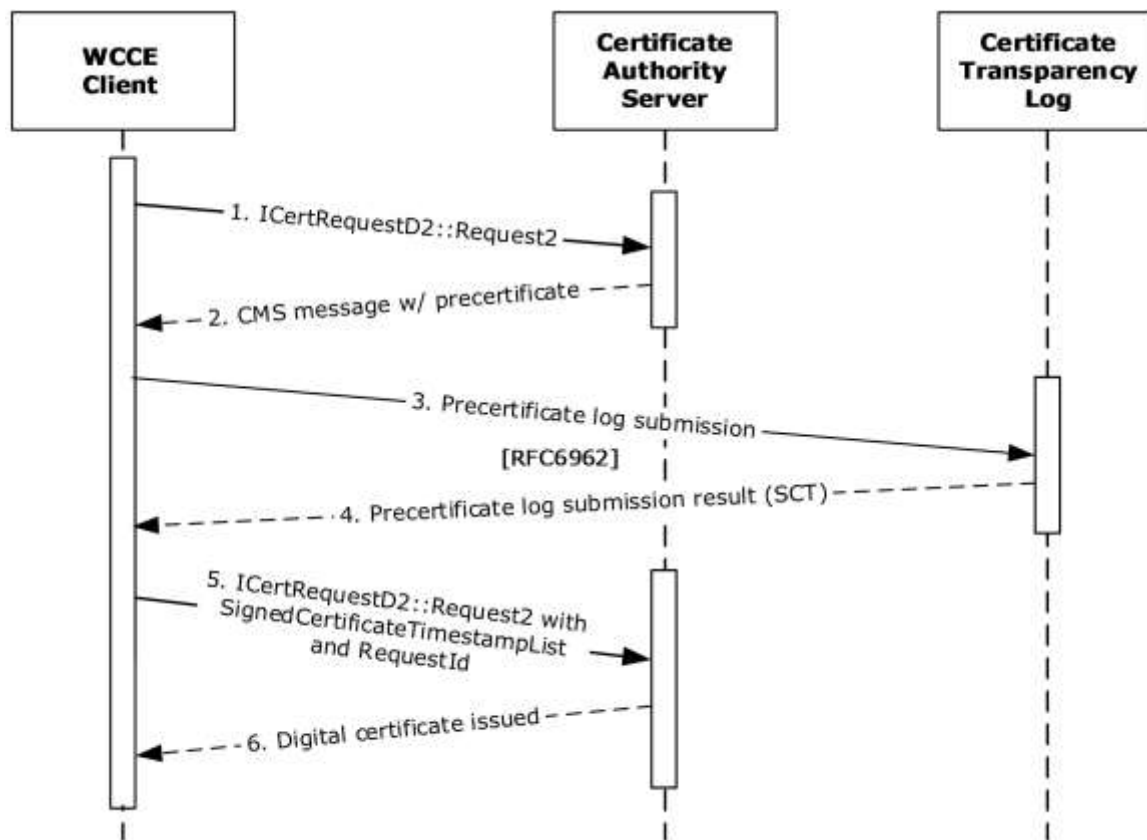 WCCE
Client
Certificate
Authority
Server
Certificate
Transparency
Log
1. ICertRequestD2::Request2
2. CMS message w/ precertificate
3. Precertificate log submission
[RFC6962]
4. Precertificate log submission result (SCT)
5. ICertRequestD2::Request2 with
SignedCertificateTimestampList
and RequestId
6. Digital certificate issued